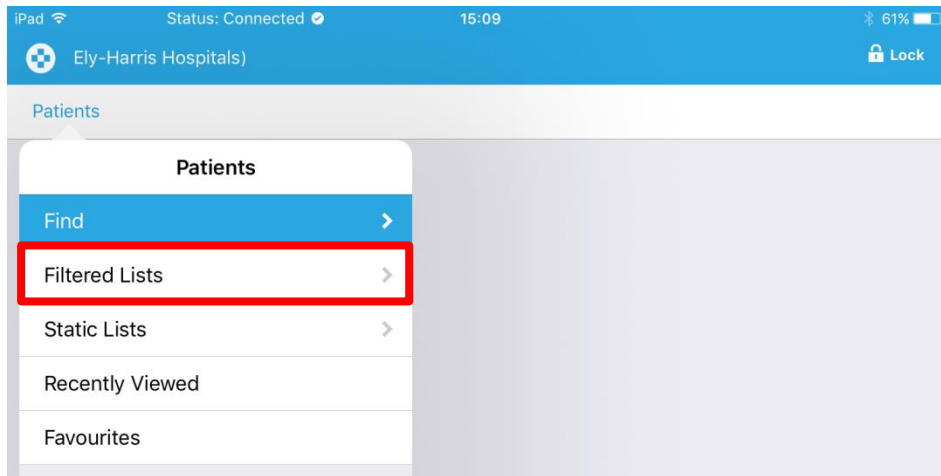 iPad Status: Connected 15:09 61%
Ely-Harris Hospitals) Lock
Patients
Patients
Find
Filtered Lists
Static Lists
Recently Viewed
Favourites